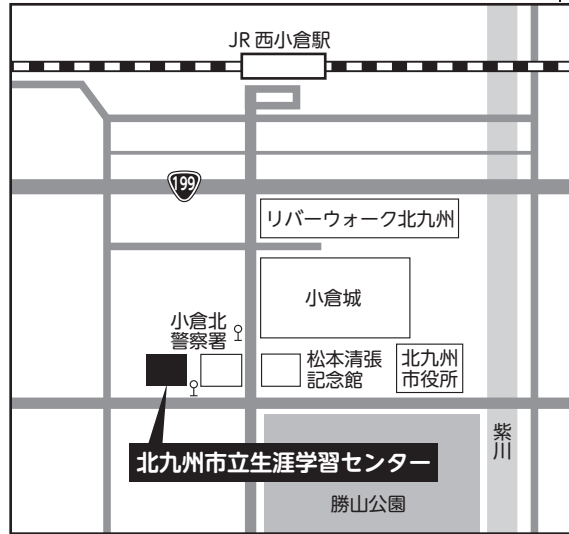 JR 西小倉駅
199
リバーウォーク北九州
小倉城
小倉北
警察署
松本清張
記念館
北九州
市役所
紫川
北九州市立生涯学習センター
勝山公園